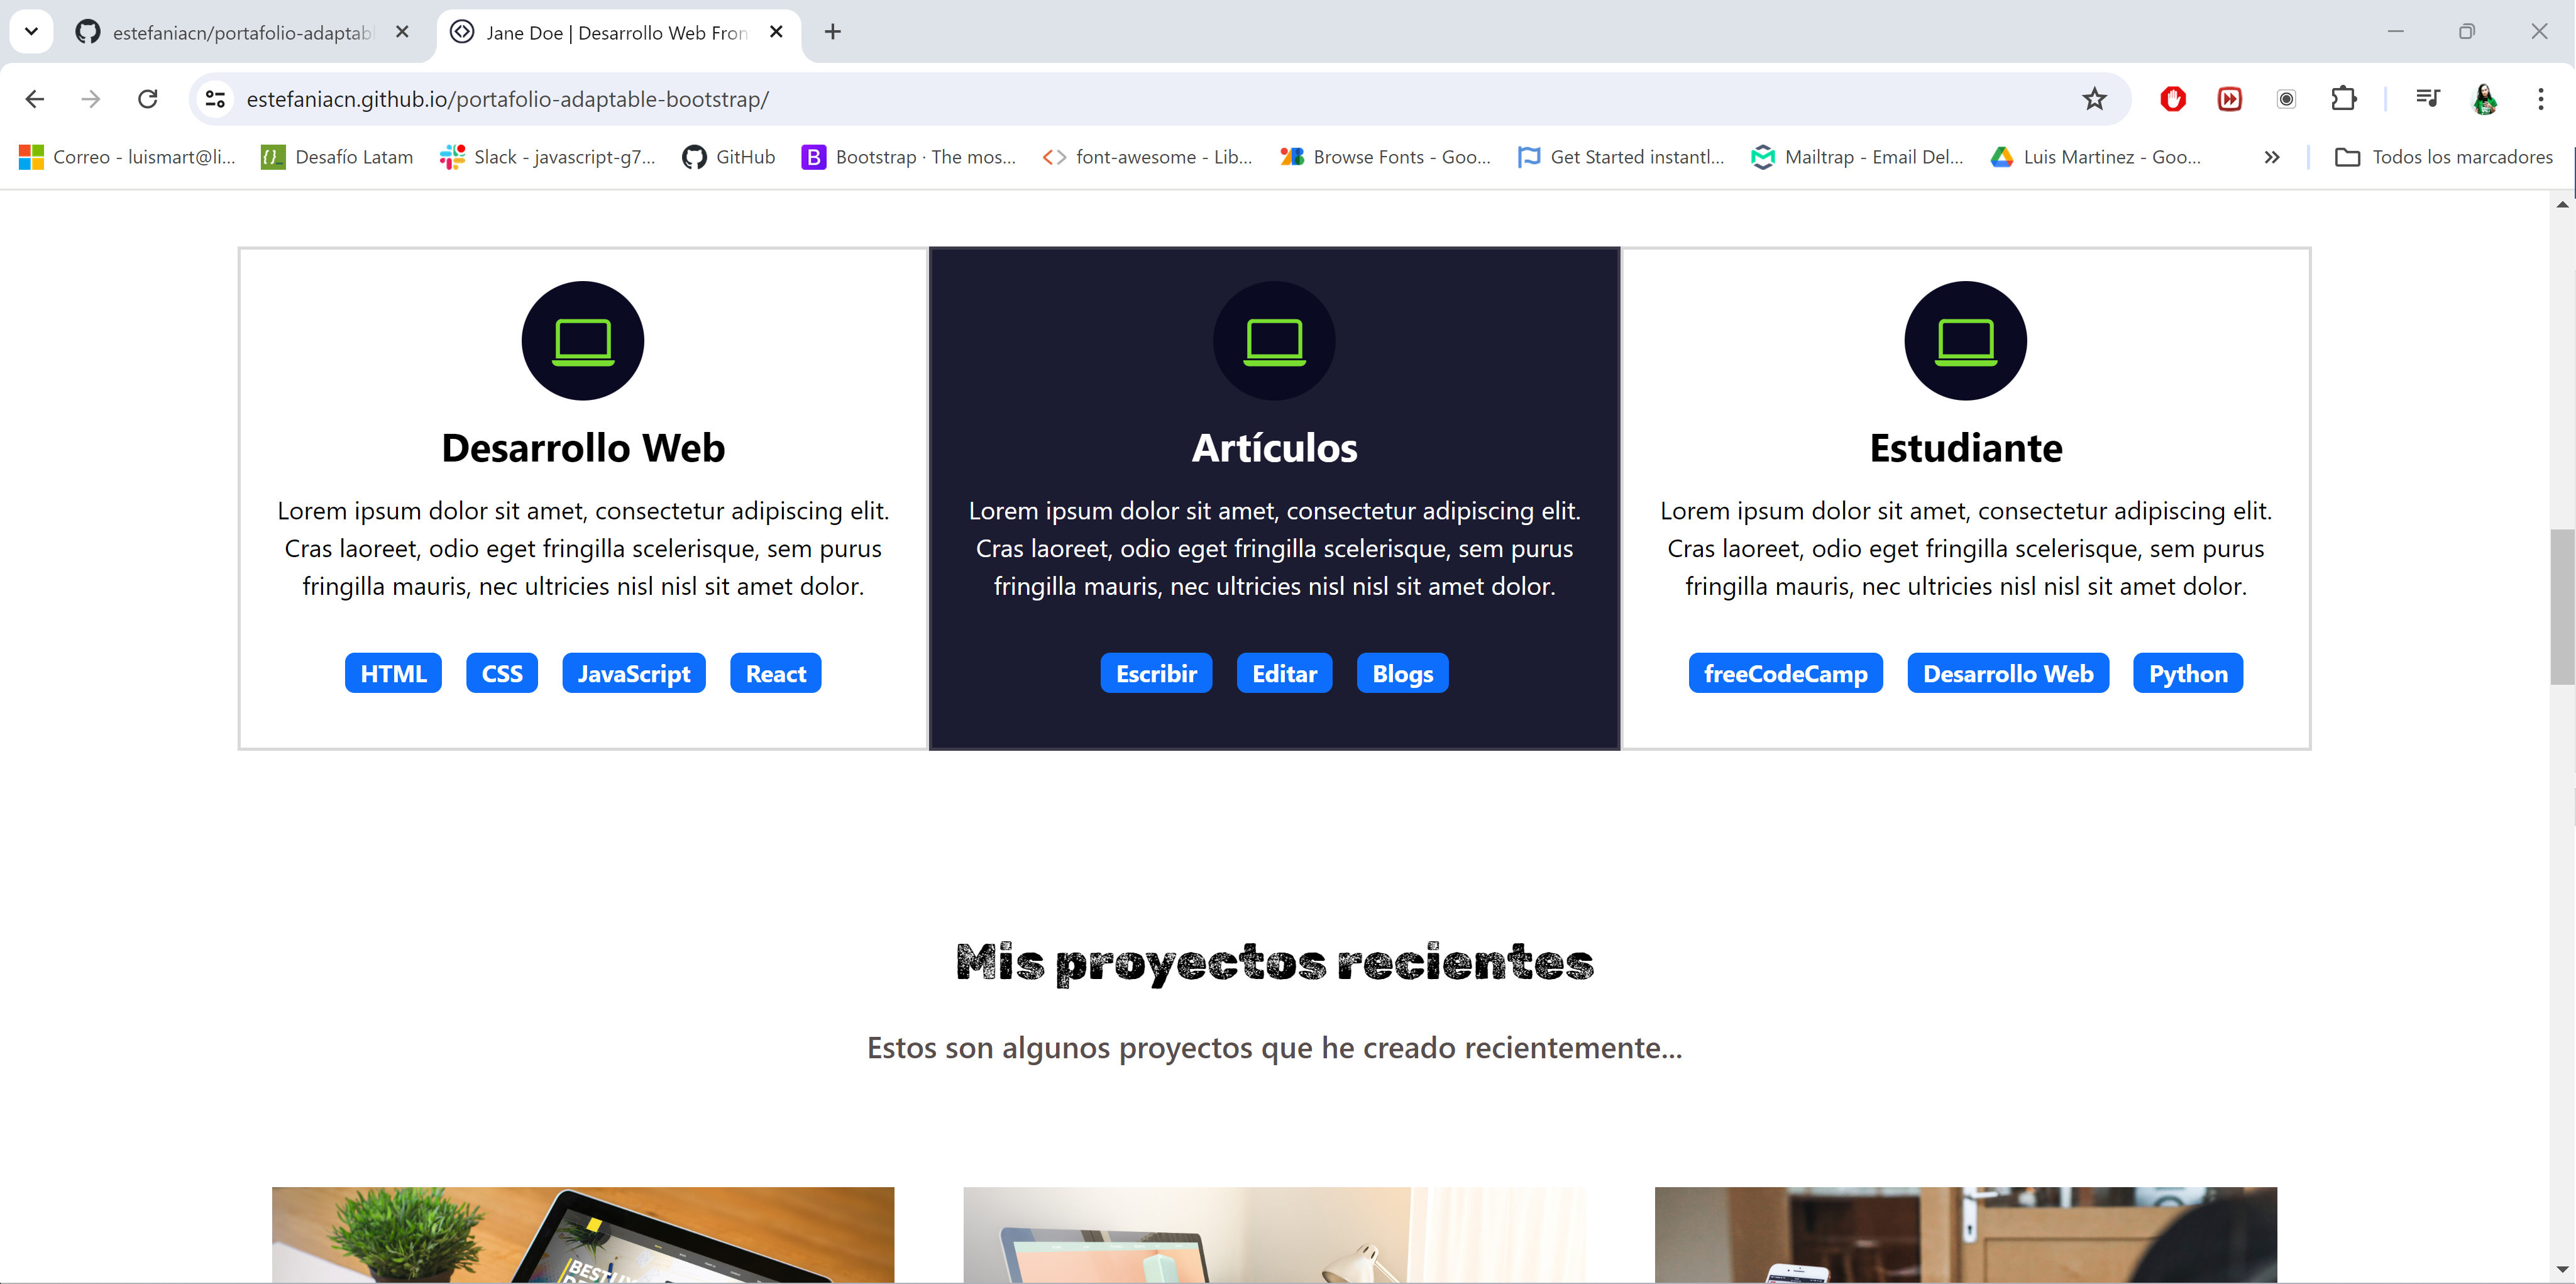 estefaniacn/portafolio-adaptabl
Jane Doe | Desarrollo Web Fron
estefaniacn.github.io/portafolio-adaptable-bootstrap/
Correo - luismart@li...
Desafío Latam
Slack - javascript-g7...
GitHub
Bootstrap · The mos...
font-awesome - Lib...
Browse Fonts - Goo...
Get Started instantl...
Mailtrap - Email Del...
Luis Martinez - Goo...
Todos los marcadores
Desarrollo Web
Lorem ipsum dolor sit amet, consectetur adipiscing elit.
Cras laoreet, odio eget fringilla scelerisque, sem purus
fringilla mauris, nec ultricies nisl nisl sit amet dolor.
HTML CSS JavaScript React
Artículos
Lorem ipsum dolor sit amet, consectetur adipiscing elit.
Cras laoreet, odio eget fringilla scelerisque, sem purus
fringilla mauris, nec ultricies nisl nisl sit amet dolor.
Escribir Editar Blogs
Estudiante
Lorem ipsum dolor sit amet, consectetur adipiscing elit.
Cras laoreet, odio eget fringilla scelerisque, sem purus
fringilla mauris, nec ultricies nisl nisl sit amet dolor.
freeCodeCamp Desarrollo Web Python
Mis proyectos recientes
Estos son algunos proyectos que he creado recientemente...